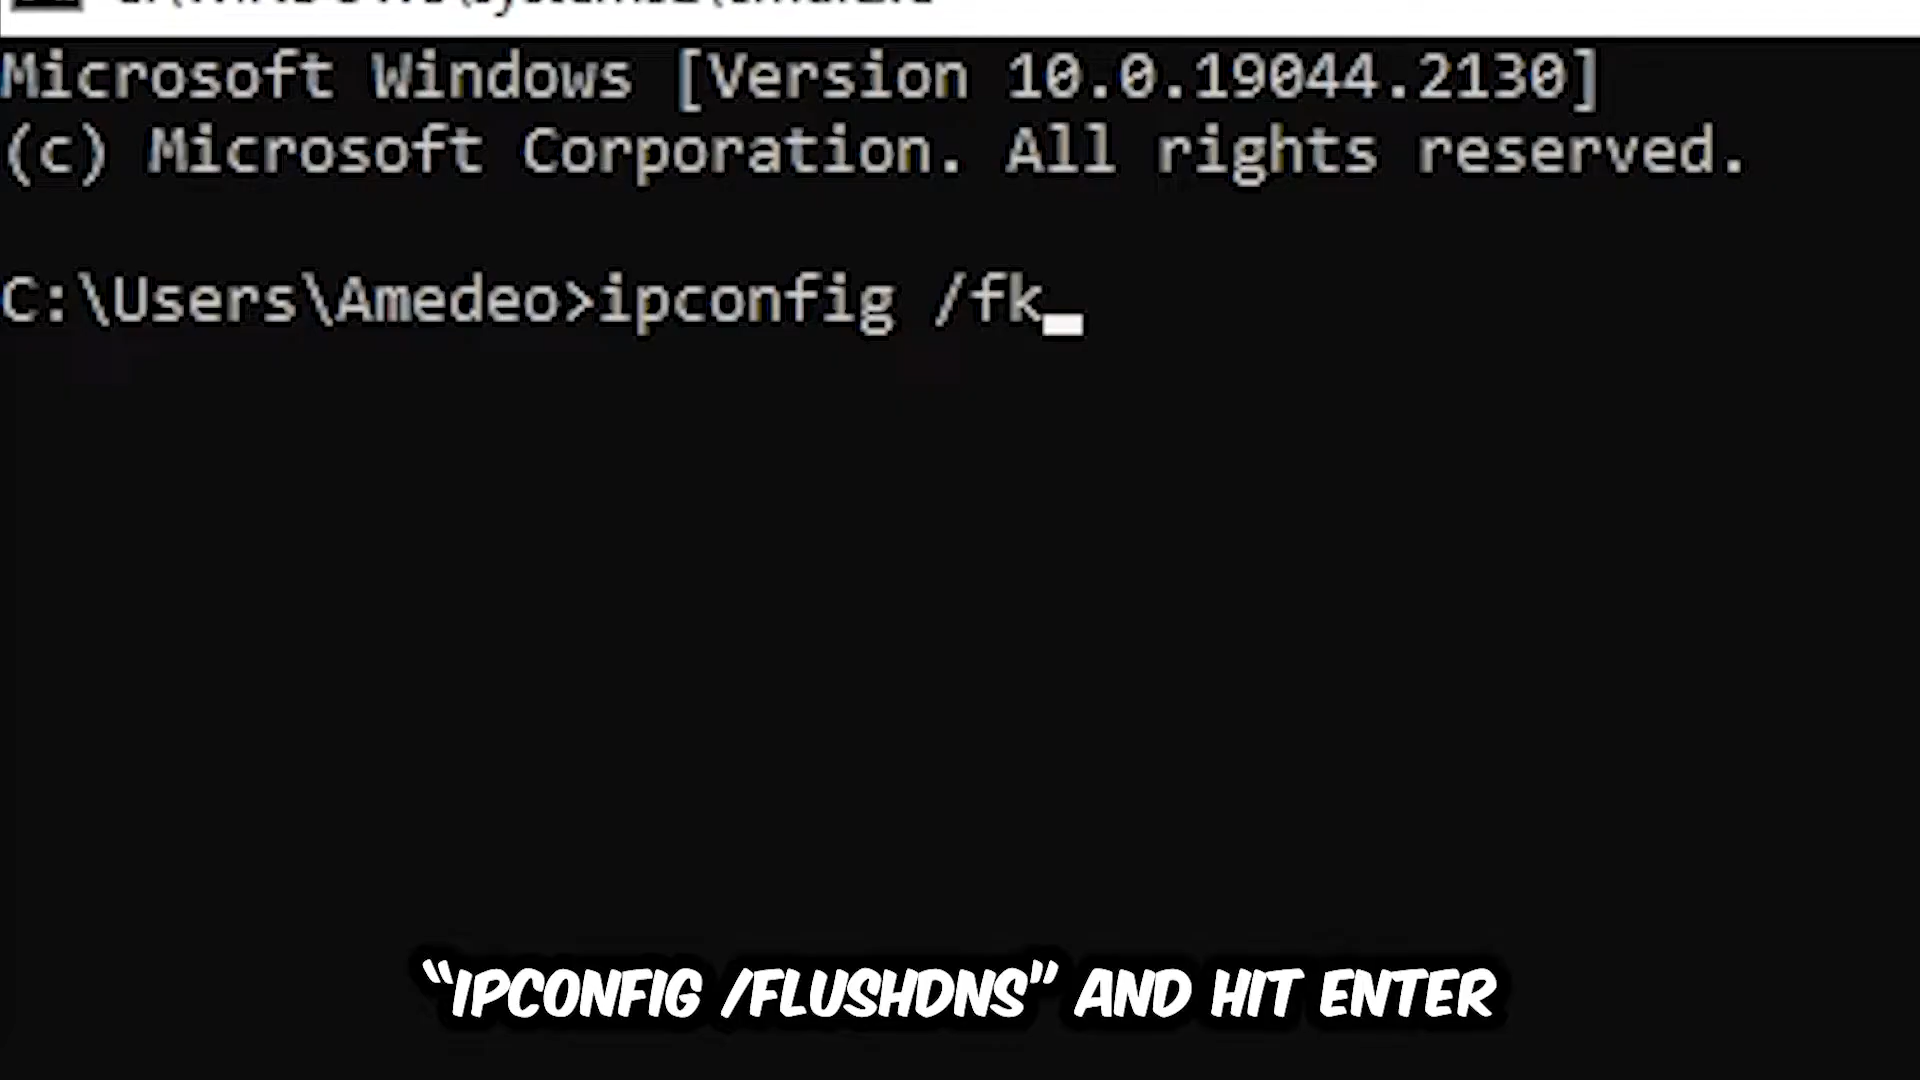 Microsoft Windows [Version 10.0.19044.2130]
(c) Microsoft Corporation. All rights reserved.
C:\Users\Amedeo>ipconfig /fk
“IPCONFIG /FLUSHDNS” AND HIT ENTER